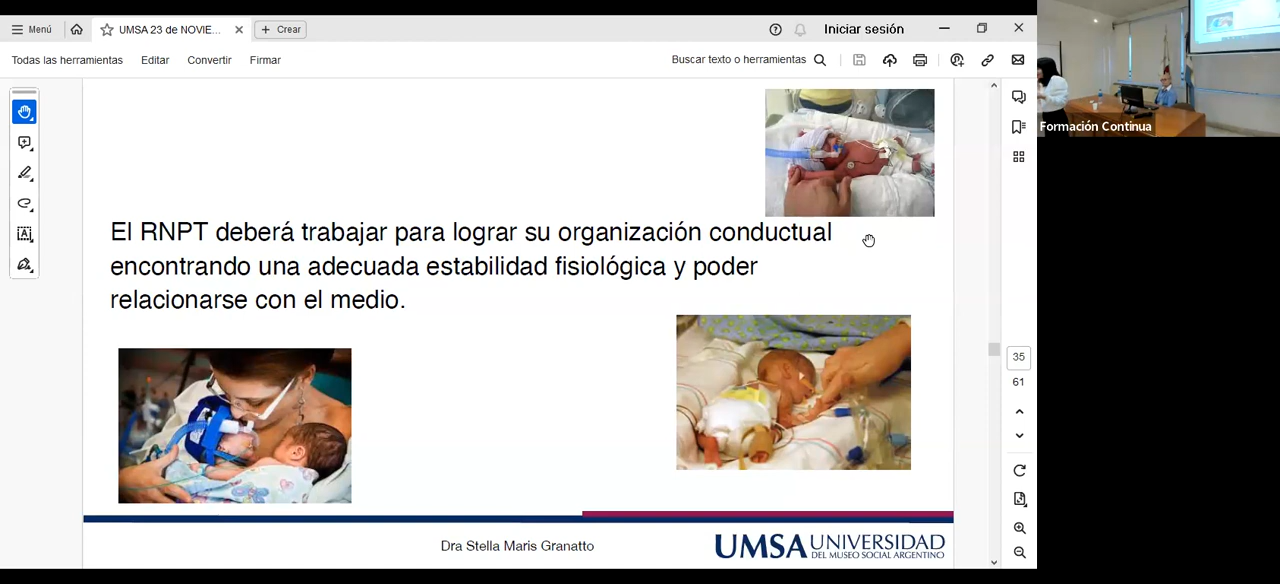 Menú
UMSA 23 de NOVIE...
Crear
Iniciar sesión
Todas las herramientas
Editar
Convertir
Firmar
Buscar texto o herramientas
Formación Continua
El RNPT deberá trabajar para lograr su organización conductual
encontrando una adecuada estabilidad fisiológica y poder
relacionarse con el medio.
35
61
Dra Stella Maris Granatto
UMSA UNIVERSIDAD
DEL MUSEO SOCIAL ARGENTINO